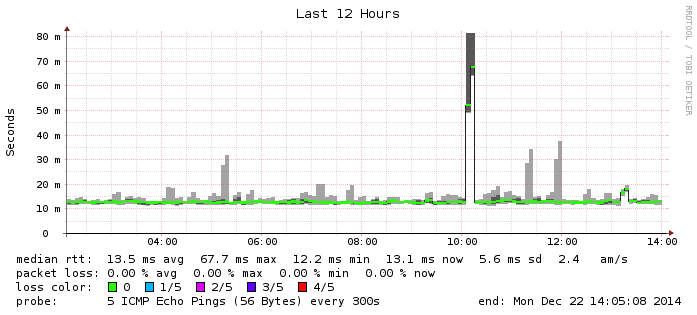 Last 12 Hours
RRDTOOL / TOBI OETIKER
Seconds
80 m
70 m
60 m
50 m
40 m
30 m
20 m
10 m
0
04:00 06:00 08:00 10:00 12:00 14:00
median rtt: 13.5 ms avg 67.7 ms max 12.2 ms min 13.1 ms now 5.6 ms sd 2.4 am/s
packet loss: 0.00 % avg 0.00 % max 0.00 % min 0.00 % now
loss color: 0 1/5 2/5 3/5 4/5
probe: 5 ICMP Echo Pings (56 Bytes) every 300s end: Mon Dec 22 14:05:08 2014